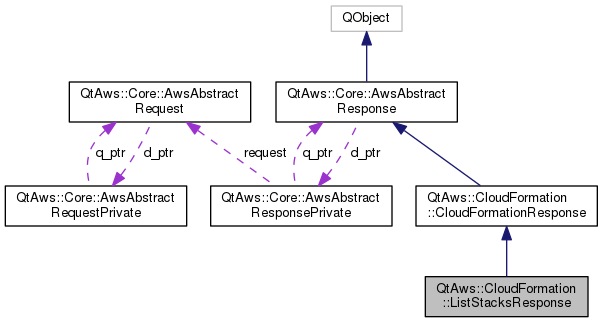 QObject
QtAws::Core::AwsAbstract
Request
QtAws::Core::AwsAbstract
Response
q_ptr
d_ptr
request
q_ptr
d_ptr
QtAws::Core::AwsAbstract
RequestPrivate
QtAws::Core::AwsAbstract
ResponsePrivate
QtAws::CloudFormation
::CloudFormationResponse
QtAws::CloudFormation
::ListStacksResponse